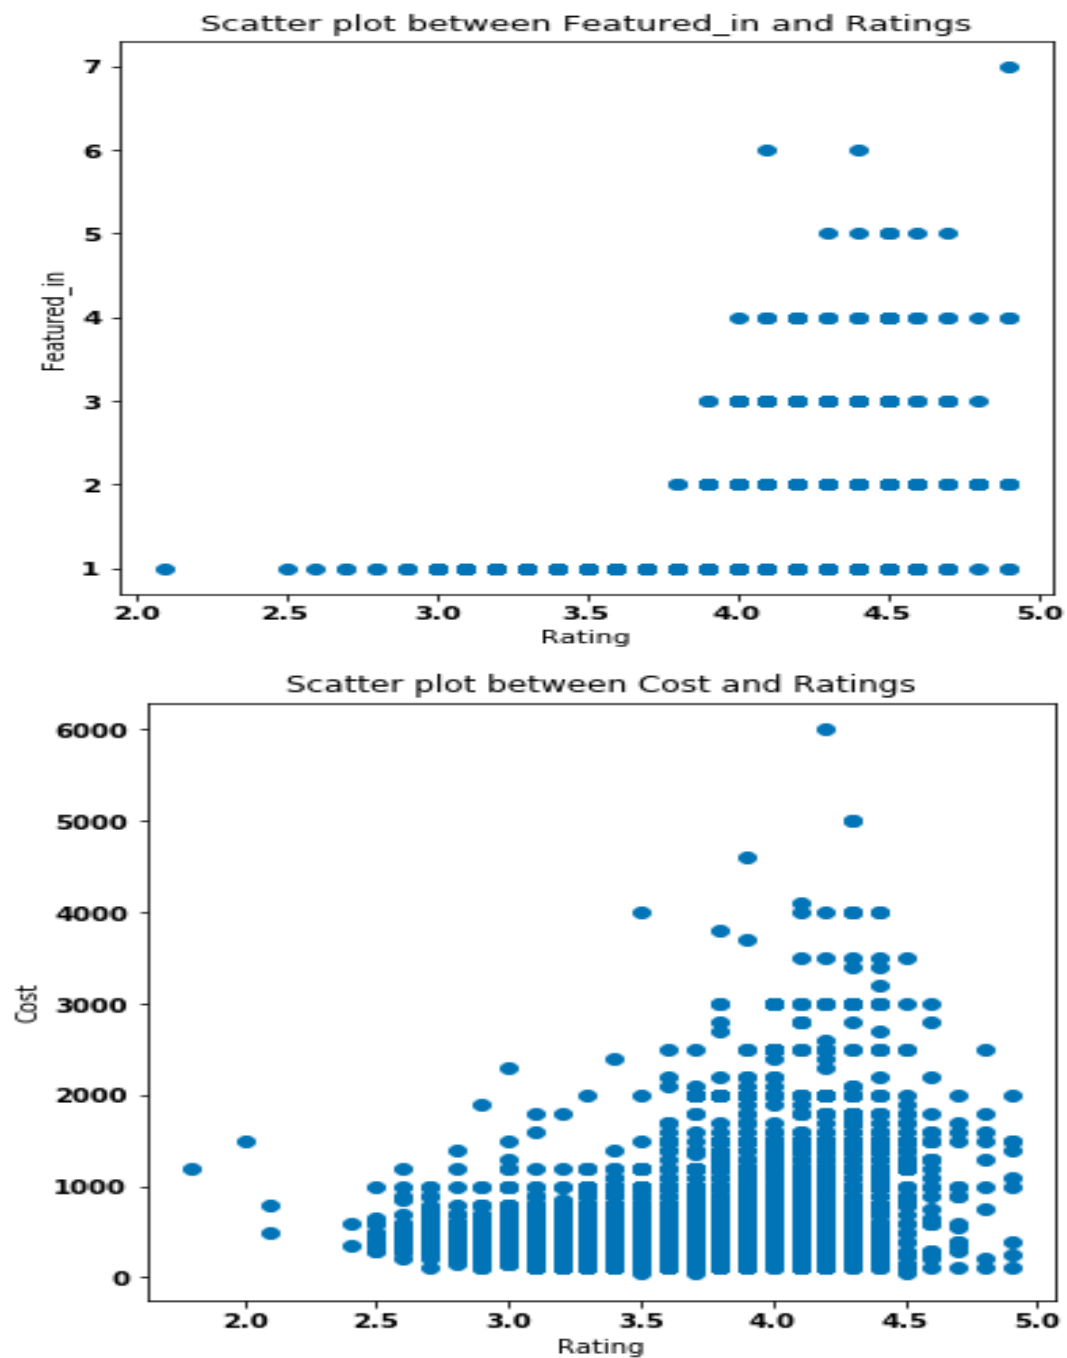 Scatter plot between Featured_in and Ratings
7
6
5
4
3
2
1
Featured_in
2.0 2.5 3.0 3.5 4.0 4.5 5.0
Rating
Scatter plot between Cost and Ratings
6000
5000
4000
3000
2000
1000
0
Cost
2.0 2.5 3.0 3.5 4.0 4.5 5.0
Rating